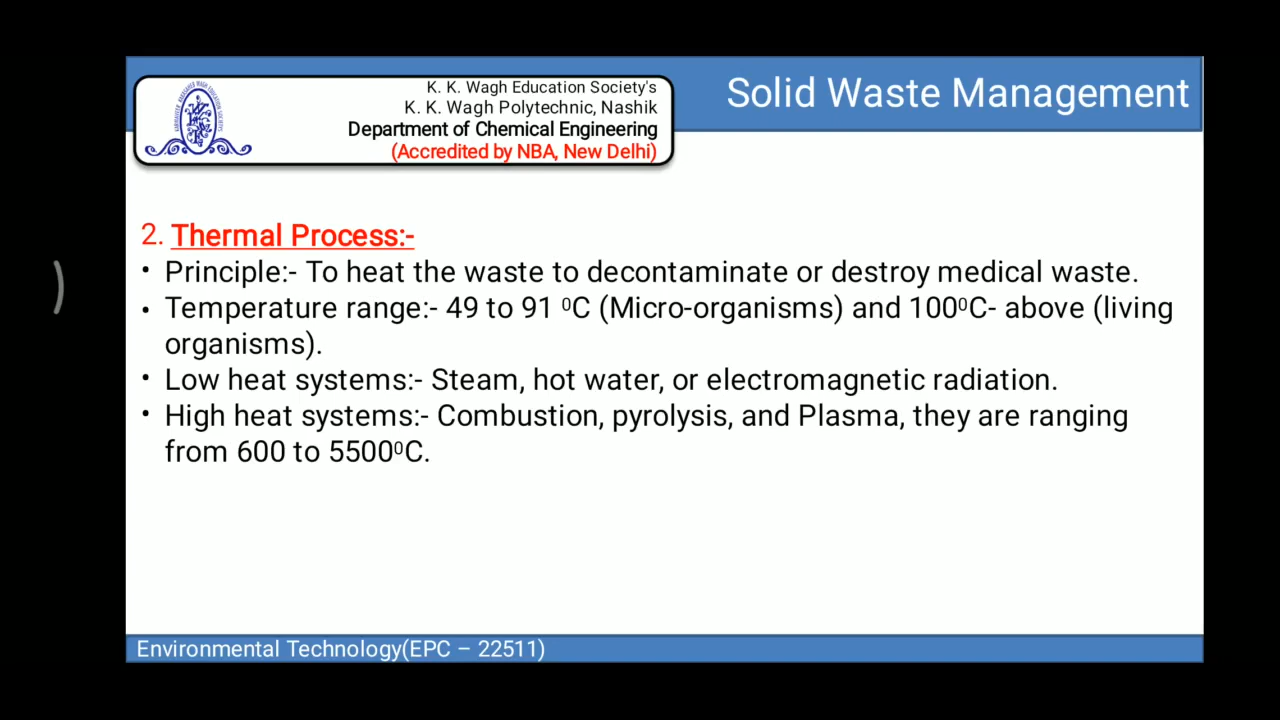 K. K. Wagh Education Society's
K. K. Wagh Polytechnic, Nashik
Department of Chemical Engineering
(Accredited by NBA, New Delhi)
Solid Waste Management
2. Thermal Process:-
• Principle:- To heat the waste to decontaminate or destroy medical waste.
• Temperature range:- 49 to 91 ⁰C (Micro-organisms) and 100⁰C- above (living
organisms).
• Low heat systems:- Steam, hot water, or electromagnetic radiation.
• High heat systems:- Combustion, pyrolysis, and Plasma, they are ranging
from 600 to 5500⁰C.
Environmental Technology(EPC – 22511)